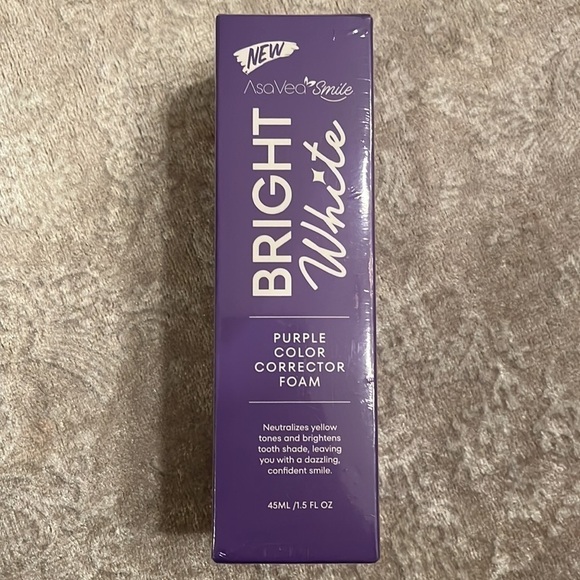 NEW
AsaVea Smile
BRIGHT
White
PURPLE
COLOR
CORRECTOR
FOAM
Neutralizes yellow
tones and brightens
tooth shade, leaving
you with a dazzling,
confident smile.
45ML /1.5 FL OZ